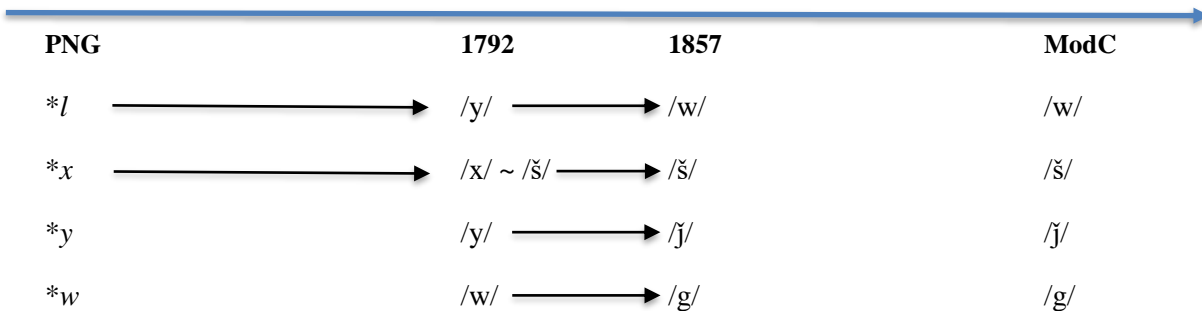 PNG 1792 1857 ModC
*l /y/ /w/ /w/
*x /x/ ~ /š/ /š/ /š/
*y /y/ /ǰ/ /ǰ/
*w /w/ /g/ /g/